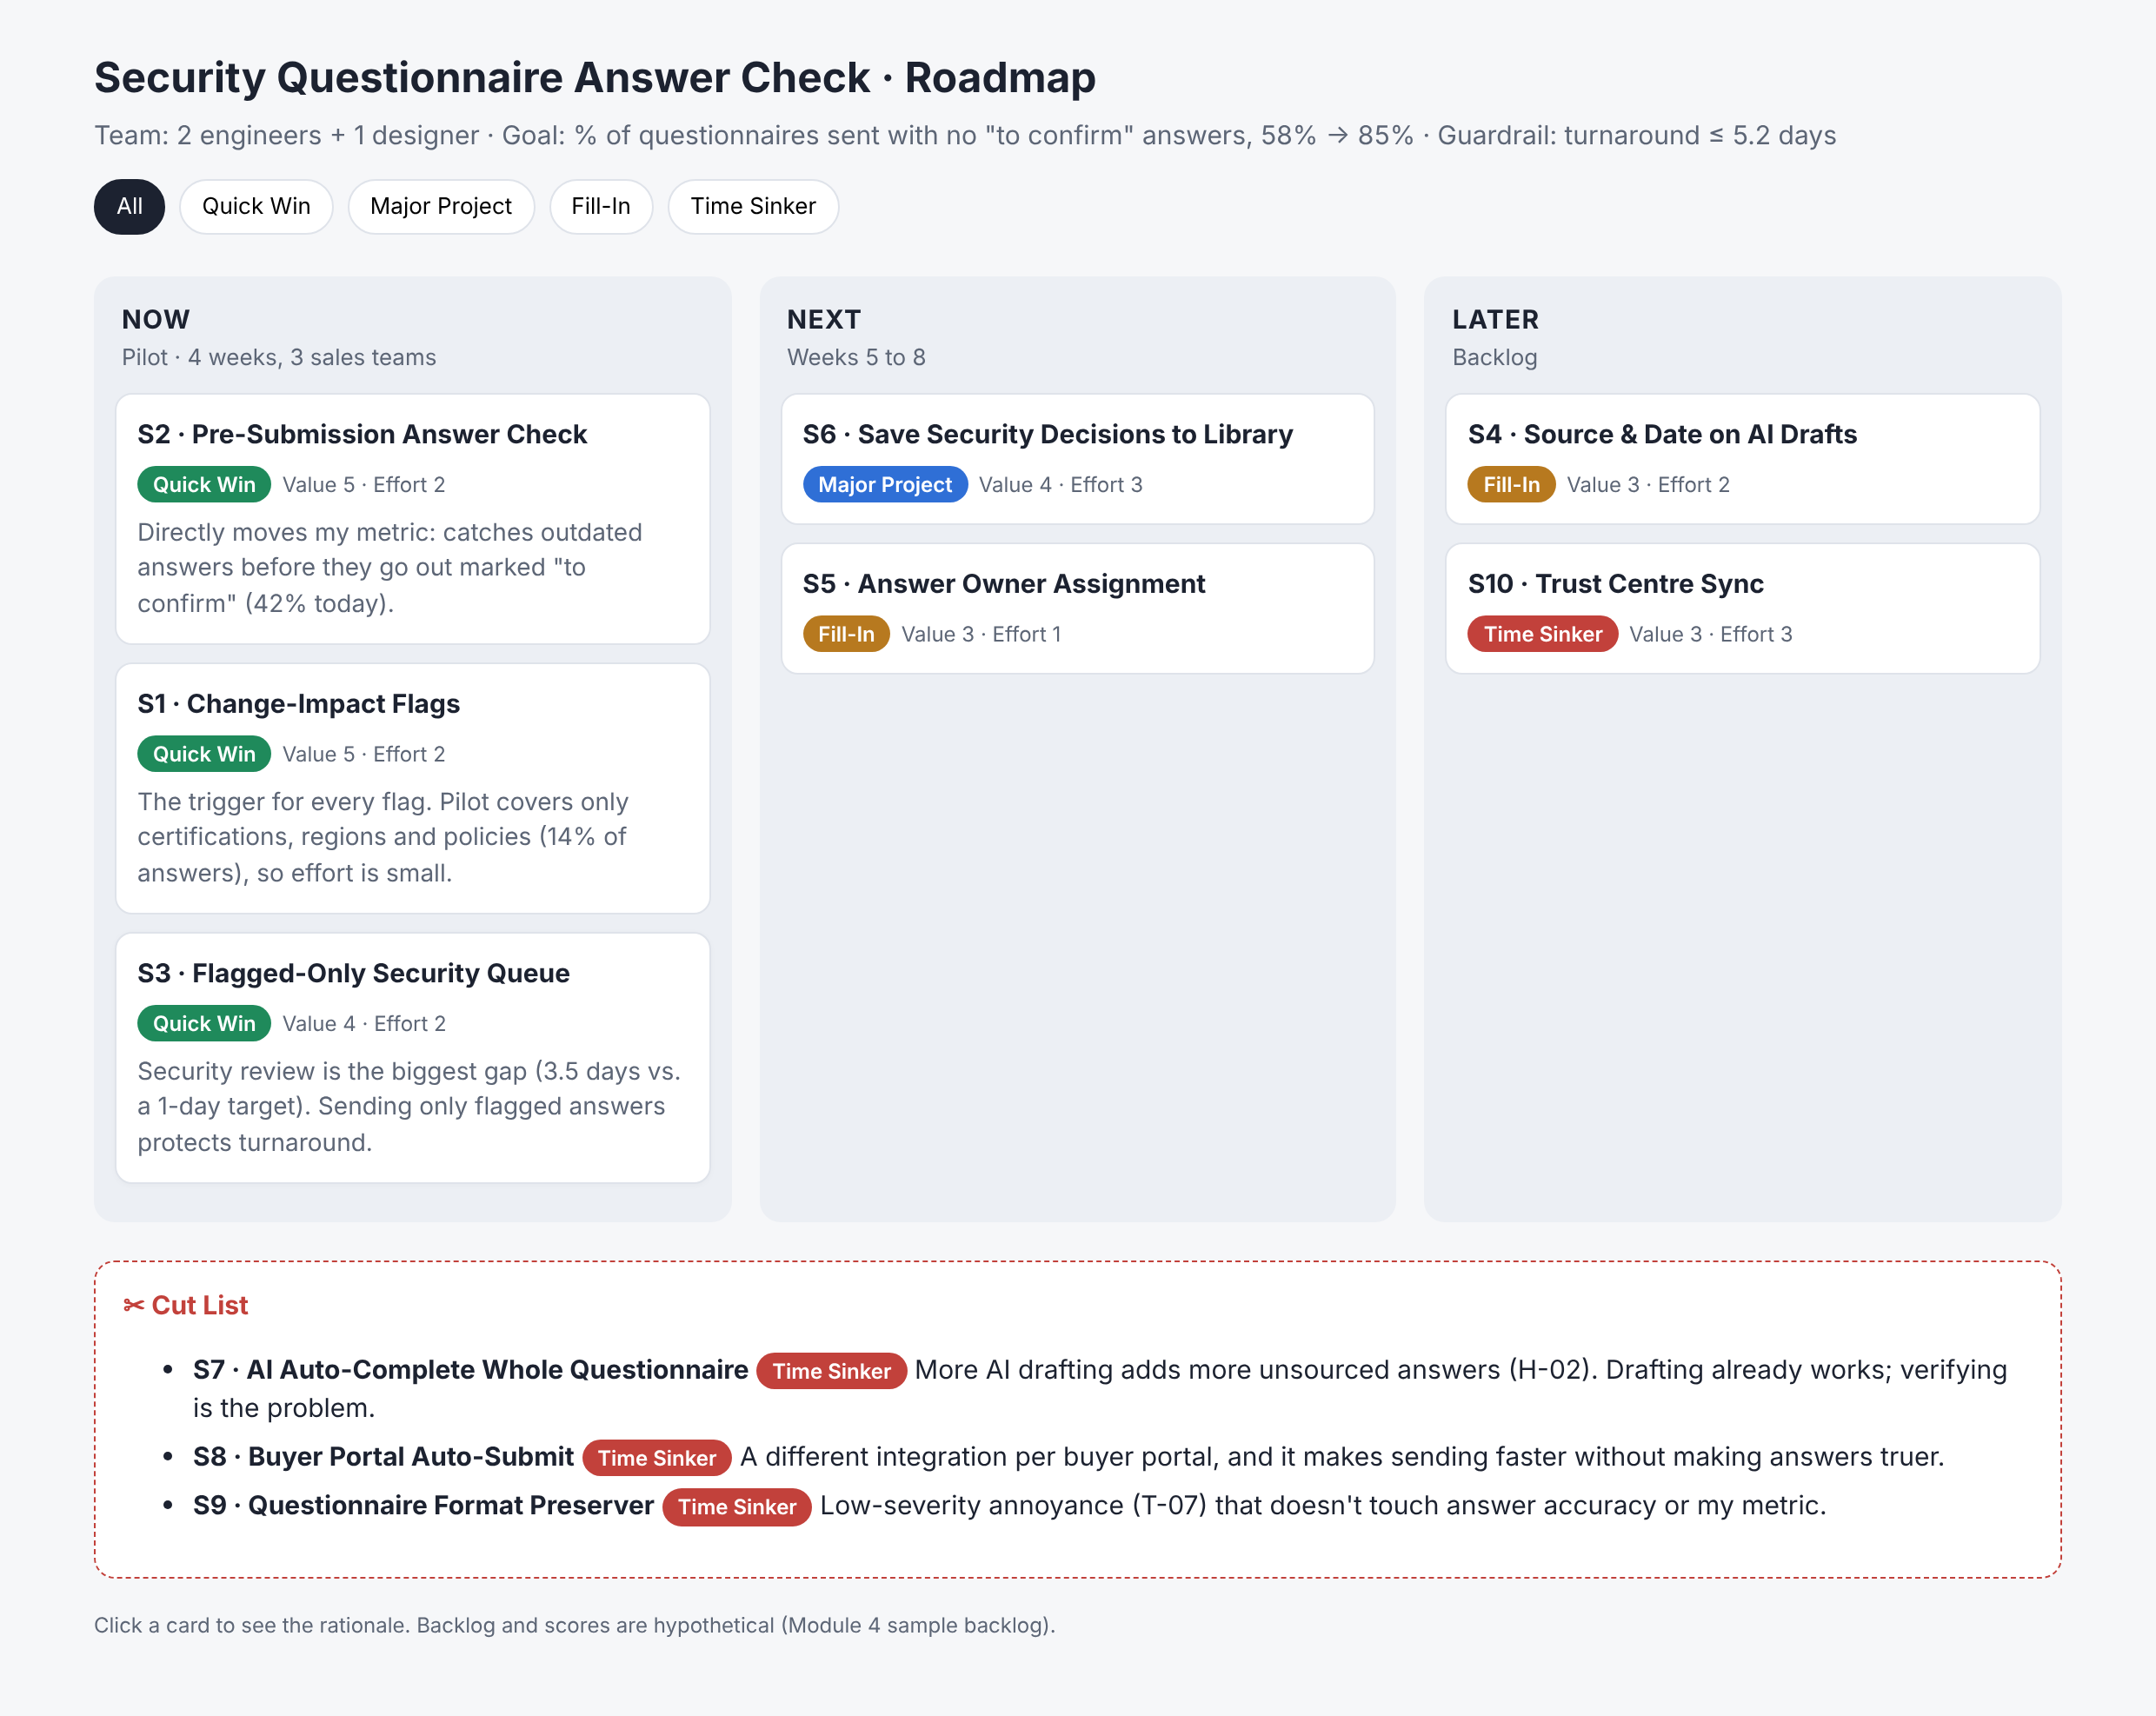 Security Questionnaire Answer Check · Roadmap
Team: 2 engineers + 1 designer · Goal: % of questionnaires sent with no "to confirm" answers, 58% → 85% · Guardrail: turnaround ≤ 5.2 days
All
Quick Win
Major Project
Fill-In
Time Sinker
NOW
Pilot · 4 weeks, 3 sales teams
S2 · Pre-Submission Answer Check
Quick Win Value 5 · Effort 2
Directly moves my metric: catches outdated
answers before they go out marked "to
confirm" (42% today).
S1 · Change-Impact Flags
Quick Win Value 5 · Effort 2
The trigger for every flag. Pilot covers only
certifications, regions and policies (14% of
answers), so effort is small.
S3 · Flagged-Only Security Queue
Quick Win Value 4 · Effort 2
Security review is the biggest gap (3.5 days vs.
a 1-day target). Sending only flagged answers
protects turnaround.
NEXT
Weeks 5 to 8
S6 · Save Security Decisions to Library
Major Project Value 4 · Effort 3
S5 · Answer Owner Assignment
Fill-In Value 3 · Effort 1
LATER
Backlog
S4 · Source & Date on AI Drafts
Fill-In Value 3 · Effort 2
S10 · Trust Centre Sync
Time Sinker Value 3 · Effort 3
✂ Cut List
• S7 · AI Auto-Complete Whole Questionnaire Time Sinker More AI drafting adds more unsourced answers (H-02). Drafting already works; verifying
is the problem.
• S8 · Buyer Portal Auto-Submit Time Sinker A different integration per buyer portal, and it makes sending faster without making answers truer.
• S9 · Questionnaire Format Preserver Time Sinker Low-severity annoyance (T-07) that doesn't touch answer accuracy or my metric.
Click a card to see the rationale. Backlog and scores are hypothetical (Module 4 sample backlog).